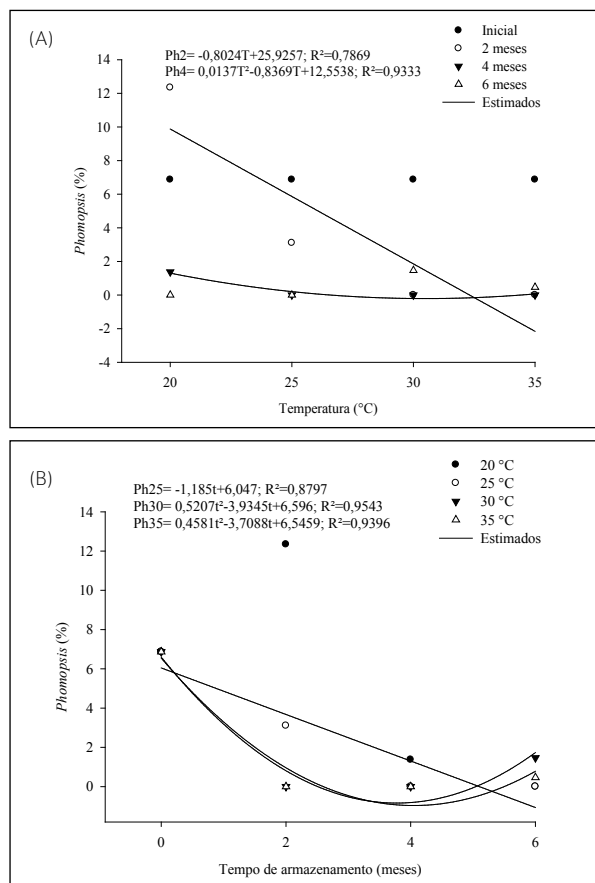 (A)
Ph2= -0,8024T+25,9257; R²=0,7869
Ph4= 0,0137T²-0,8369T+12,5538; R²=0,9333
Inicial
2 meses
4 meses
6 meses
Estimados
Phomopsis (%)
14
12
10
8
6
4
2
0
-2
-4
20
25
30
35
Temperatura (°C)
(B)
Ph25= -1,185t+6,047; R²=0,8797
Ph30= 0,5207t²-3,9345t+6,596; R²=0,9543
Ph35= 0,4581t²-3,7088t+6,5459; R²=0,9396
20 °C
25 °C
30 °C
35 °C
Estimados
Phomopsis (%)
14
12
10
8
6
4
2
0
0
2
4
6
Tempo de armazenamento (meses)